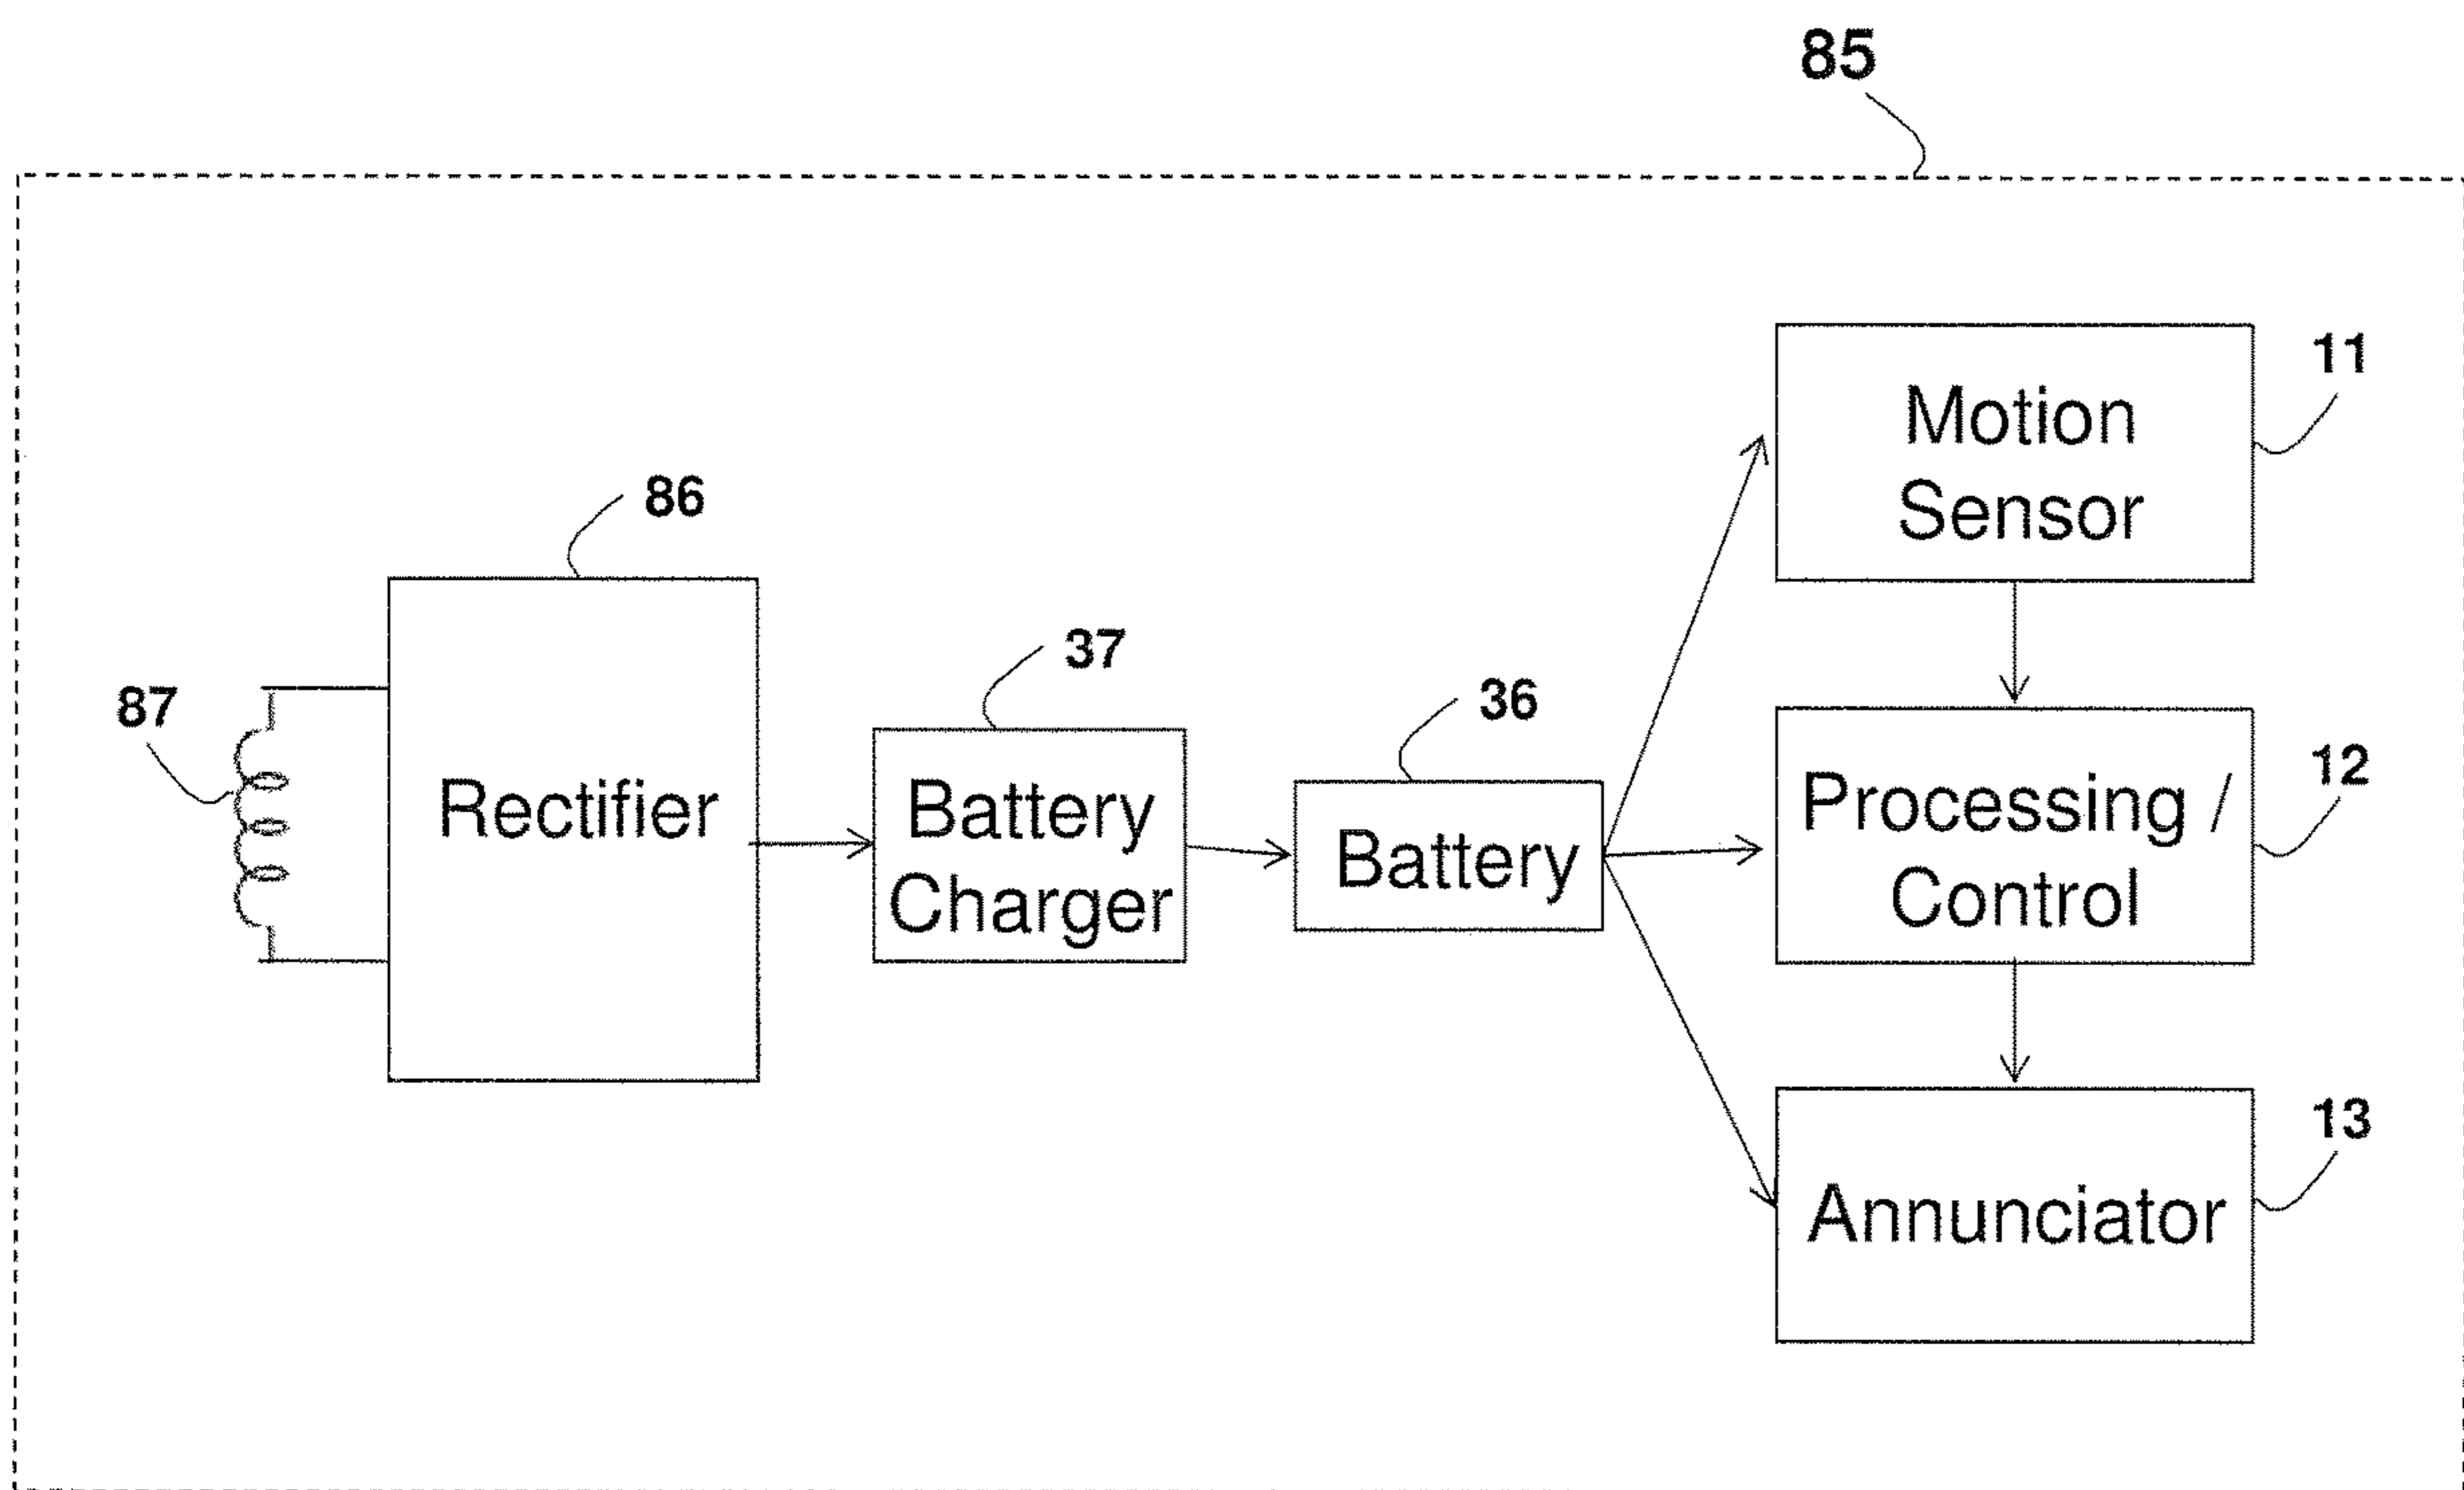 85
Motion
Sensor
11
86
Rectifier
87
37
Battery
Charger
36
Battery
Processing /
Control
12
Annunciator
13